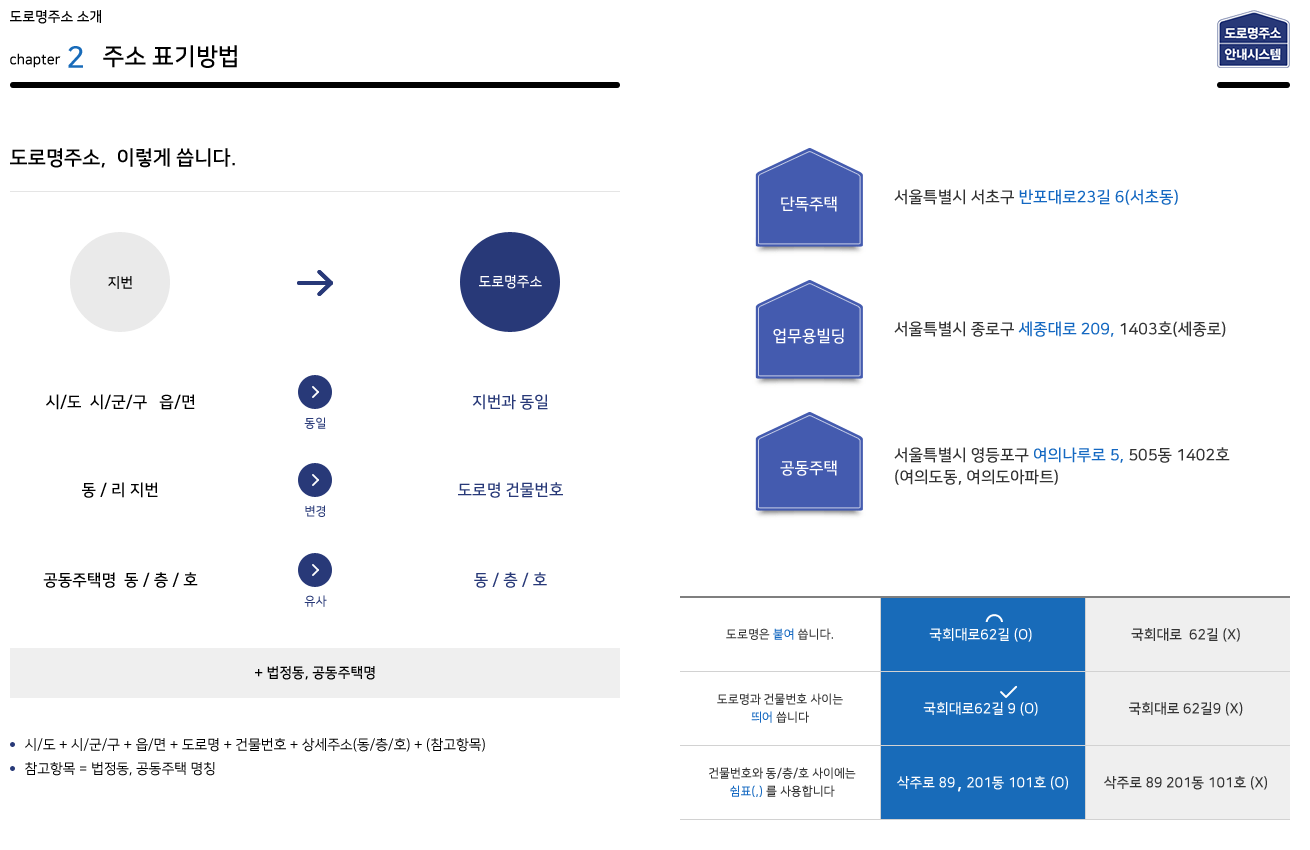 도로명주소 소개
chapter 2 주소 표기방법
도로명주소
안내시스템
도로명주소, 이렇게 씁니다.
지번
도로명주소
시/도 시/군/구 읍/면
동일
지번과 동일
동 / 리 지번
변경
도로명 건물번호
공동주택명 동 / 층 / 호
유사
동 / 층 / 호
+ 법정동, 공동주택명
시/도 + 시/군/구 + 읍/면 + 도로명 + 건물번호 + 상세주소(동/층/호) + (참고항목)
참고항목 = 법정동, 공동주택 명칭
단독주택
서울특별시 서초구 반포대로23길 6(서초동)
업무용빌딩
서울특별시 종로구 세종대로 209, 1403호(세종로)
공동주택
서울특별시 영등포구 여의나루로 5, 505동 1402호
(여의도동, 여의도아파트)
도로명은 붙여 씁니다.
국회대로62길 (O)
국회대로 62길 (X)
도로명과 건물번호 사이는
띄어 씁니다
국회대로62길 9 (O)
국회대로 62길9 (X)
건물번호와 동/층/호 사이에는
쉼표(,) 를 사용합니다
삭주로 89 , 201동 101호 (O)
삭주로 89 201동 101호 (X)